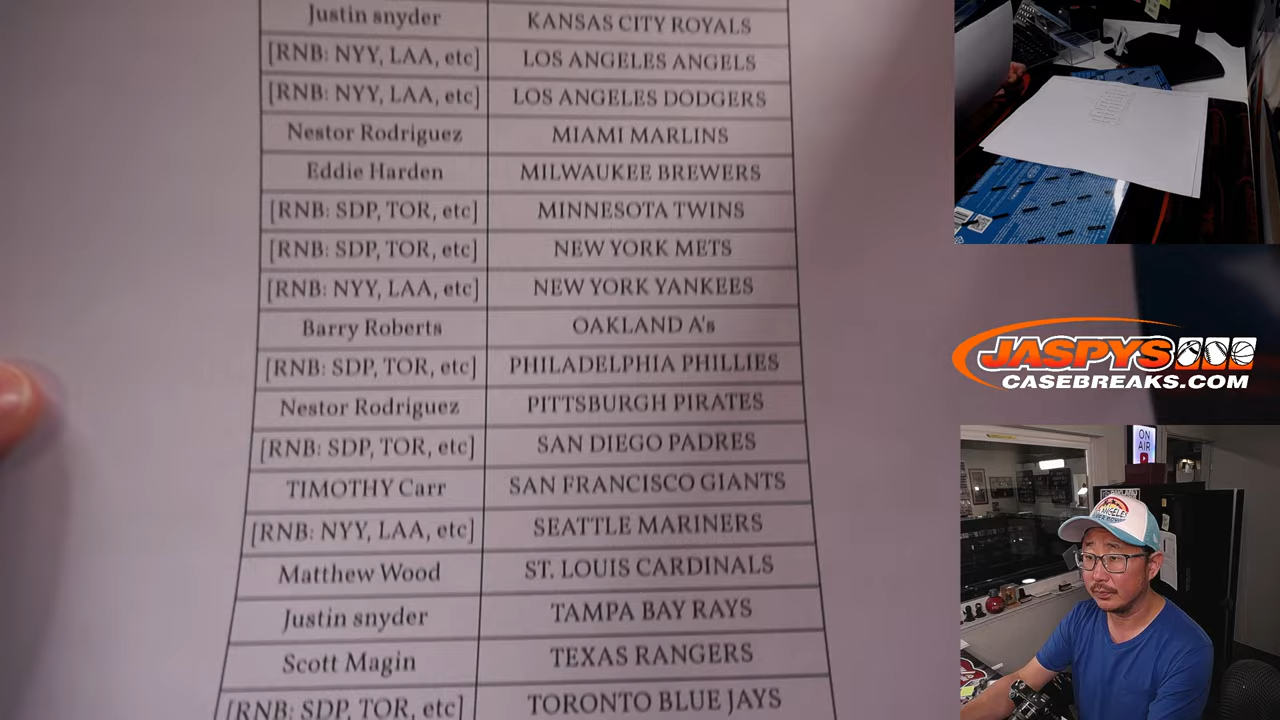 Justin snyder KANSAS CITY ROYALS
[RNB: NYY, LAA, etc] LOS ANGELES ANGELS
[RNB: NYY, LAA, etc] LOS ANGELES DODGERS
Nestor Rodriguez MIAMI MARLINS
Eddie Harden MILWAUKEE BREWERS
[RNB: SDP, TOR, etc] MINNESOTA TWINS
[RNB: SDP, TOR, etc] NEW YORK METS
[RNB: NYY, LAA, etc] NEW YORK YANKEES
Barry Roberts OAKLAND A's
[RNB: SDP, TOR, etc] PHILADELPHIA PHILLIES
Nestor Rodriguez PITTSBURGH PIRATES
[RNB: SDP, TOR, etc] SAN DIEGO PADRES
TIMOTHY Carr SAN FRANCISCO GIANTS
[RNB: NYY, LAA, etc] SEATTLE MARINERS
Matthew Wood ST. LOUIS CARDINALS
Justin snyder TAMPA BAY RAYS
Scott Magin TEXAS RANGERS
[RNB: SDP, TOR, etc] TORONTO BLUE JAYS
JASPYS
CASEBREAKS.COM
ON
AIR